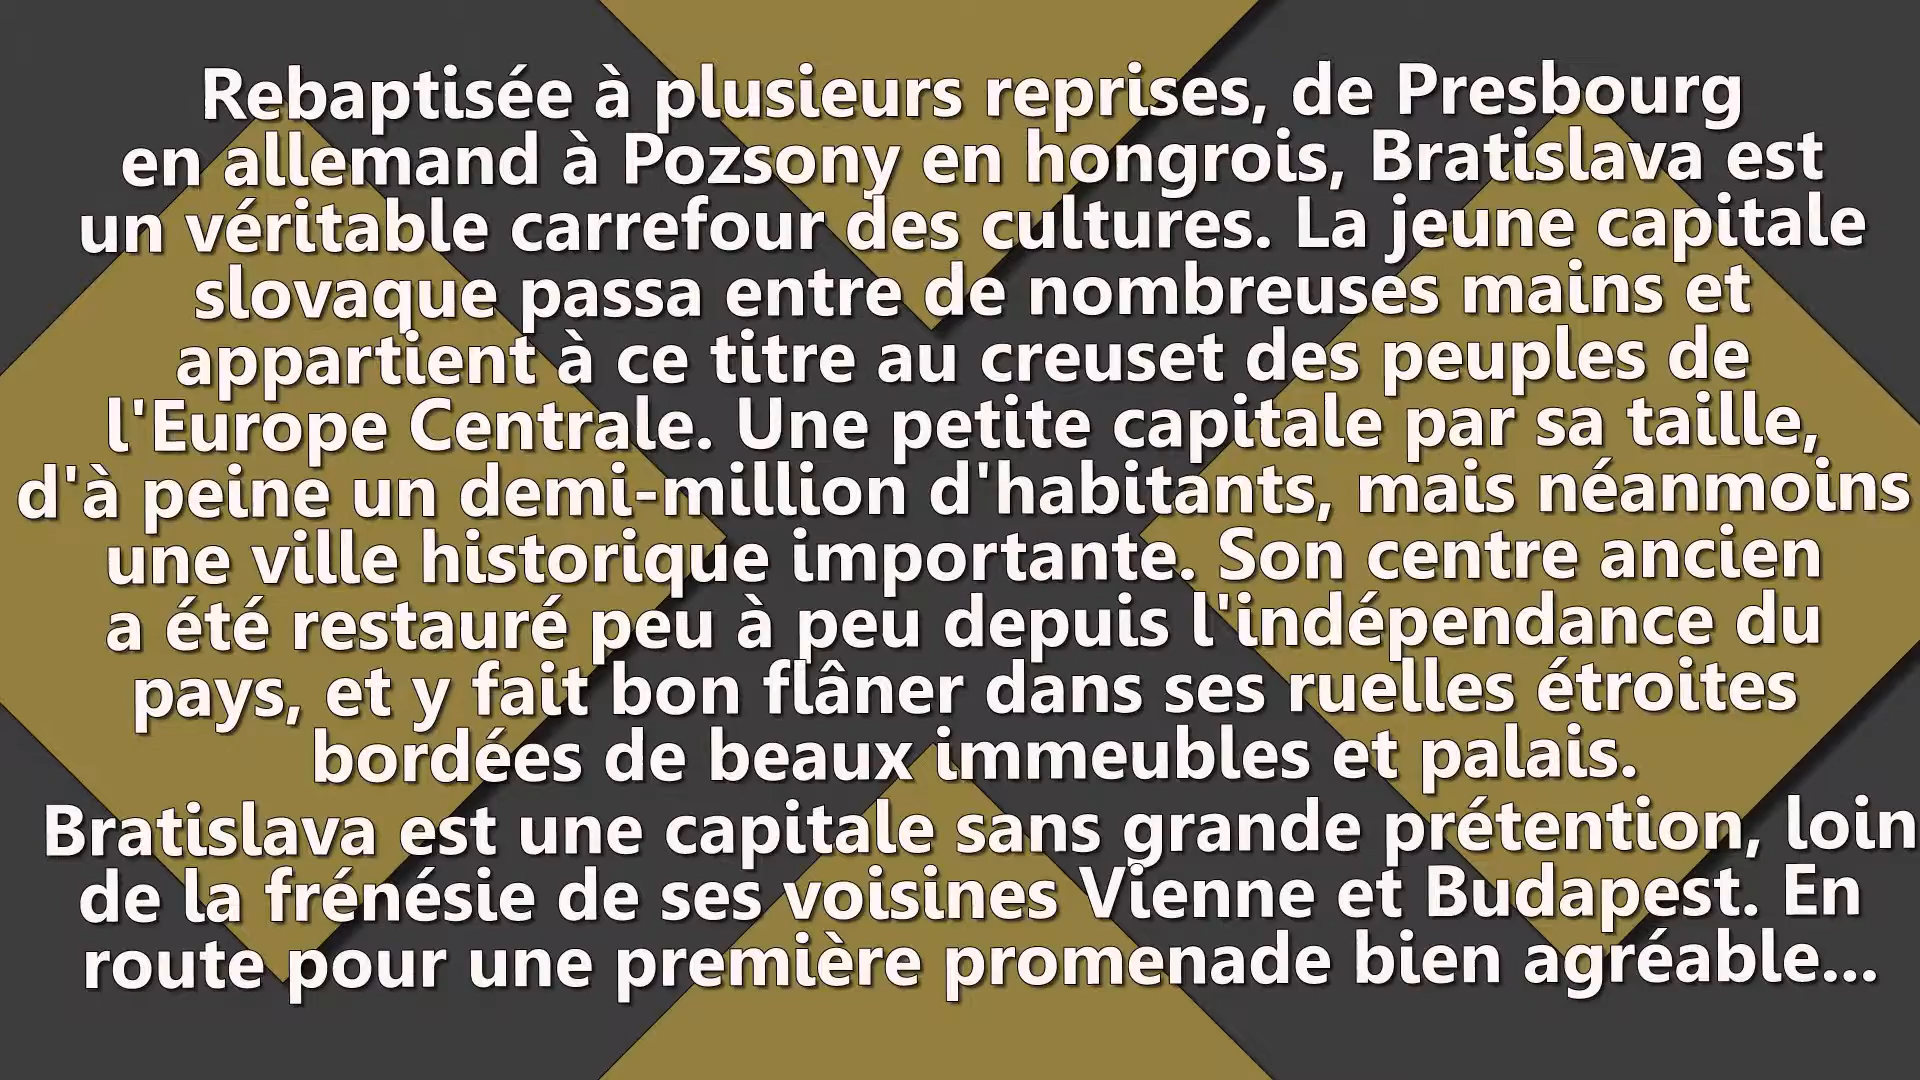 Rebaptisée à plusieurs reprises, de Presbourg
en allemand à Pozsony en hongrois, Bratislava est
un véritable carrefour des cultures. La jeune capitale
slovaque passa entre de nombreuses mains et
appartient à ce titre au creuset des peuples de
l'Europe Centrale. Une petite capitale par sa taille,
d'à peine un demi-million d'habitants, mais néanmoins
une ville historique importante. Son centre ancien
a été restauré peu à peu depuis l'indépendance du
pays, et y fait bon flâner dans ses ruelles étroites
bordées de beaux immeubles et palais.
Bratislava est une capitale sans grande prétention, loin
de la frénésie de ses voisines Vienne et Budapest. En
route pour une première promenade bien agréable...